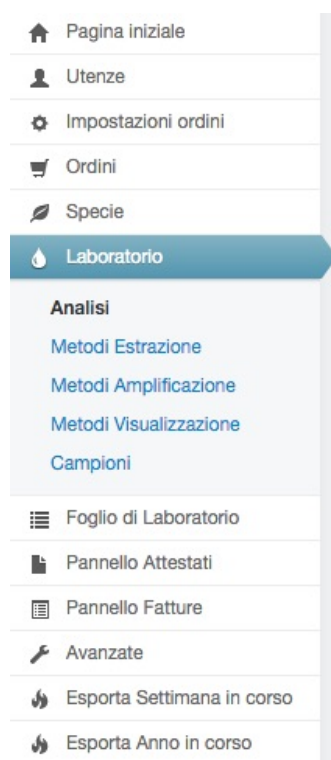 Pagina iniziale
Utenze
Impostazioni ordini
Ordini
Specie
Laboratorio
Analisi
Metodi Estrazione
Metodi Amplificazione
Metodi Visualizzazione
Campioni
Foglio di Laboratorio
Pannello Attestati
Pannello Fatture
Avanzate
Esporta Settimana in corso
Esporta Anno in corso